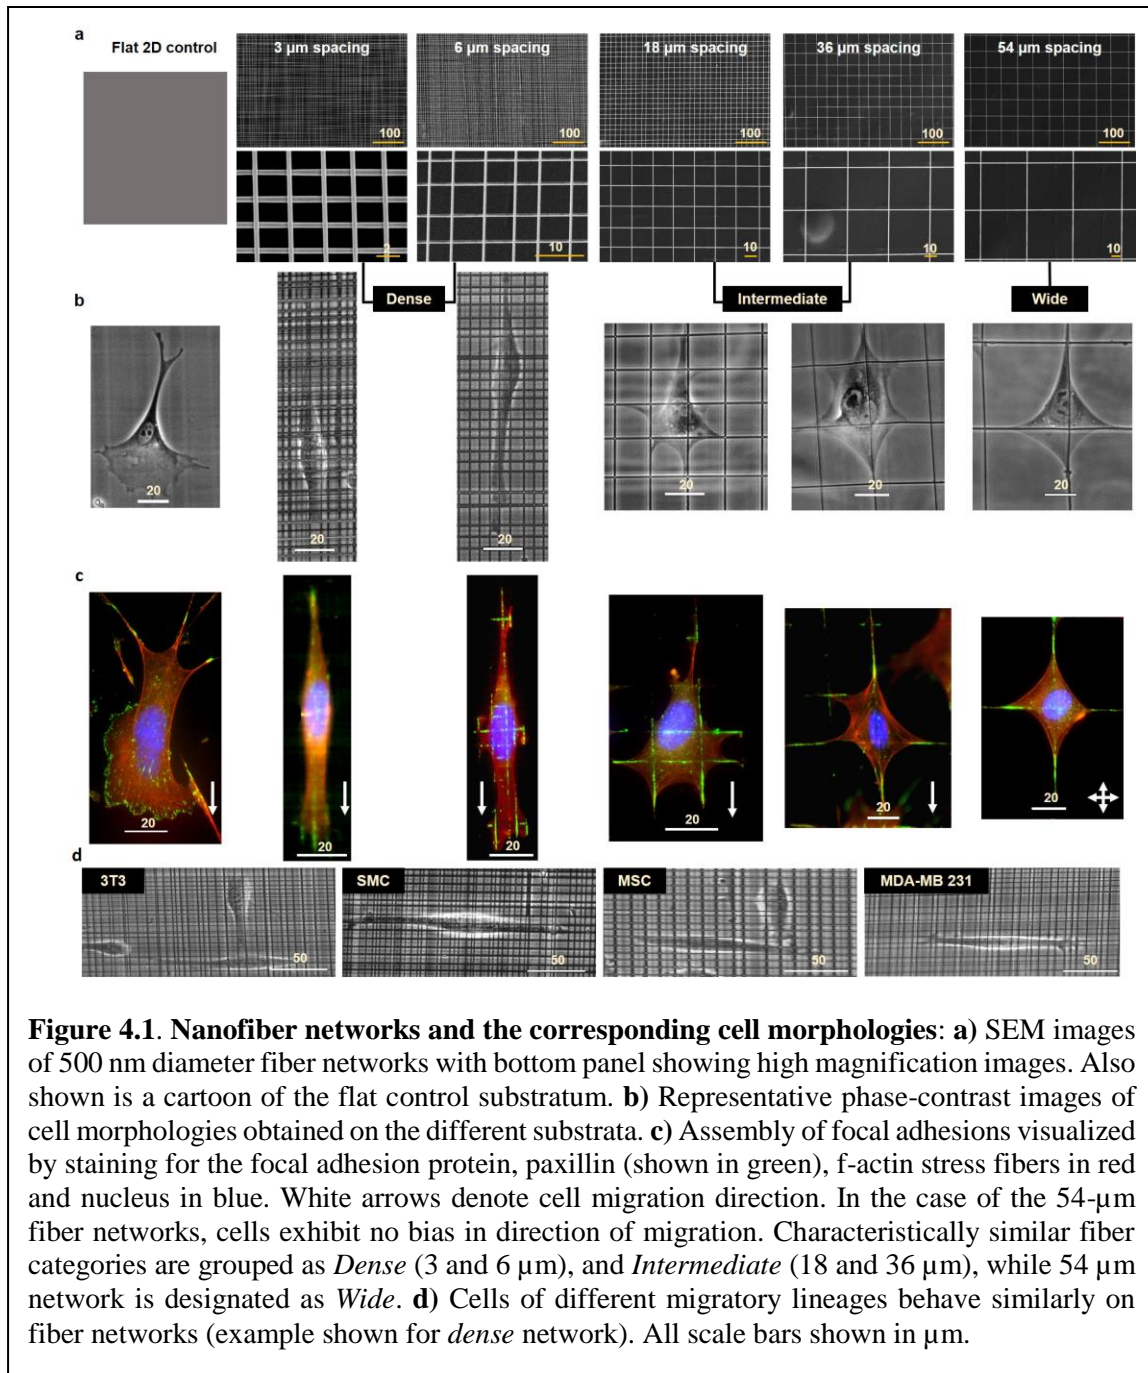 a
Flat 2D control
3 µm spacing
6 µm spacing
18 µm spacing
36 µm spacing
54 µm spacing
100
100
100
100
100
2
10
10
10
10
Dense
Intermediate
Wide
b
20
20
20
20
20
20
c
20
20
20
20
20
20
d
3T3
SMC
MSC
MDA-MB 231
50
50
50
50
Figure 4.1. Nanofiber networks and the corresponding cell morphologies: a) SEM images
of 500 nm diameter fiber networks with bottom panel showing high magnification images. Also
shown is a cartoon of the flat control substratum. b) Representative phase-contrast images of
cell morphologies obtained on the different substrata. c) Assembly of focal adhesions visualized
by staining for the focal adhesion protein, paxillin (shown in green), f-actin stress fibers in red
and nucleus in blue. White arrows denote cell migration direction. In the case of the 54-µm
fiber networks, cells exhibit no bias in direction of migration. Characteristically similar fiber
categories are grouped as Dense (3 and 6 µm), and Intermediate (18 and 36 µm), while 54 µm
network is designated as Wide. d) Cells of different migratory lineages behave similarly on
fiber networks (example shown for dense network). All scale bars shown in µm.